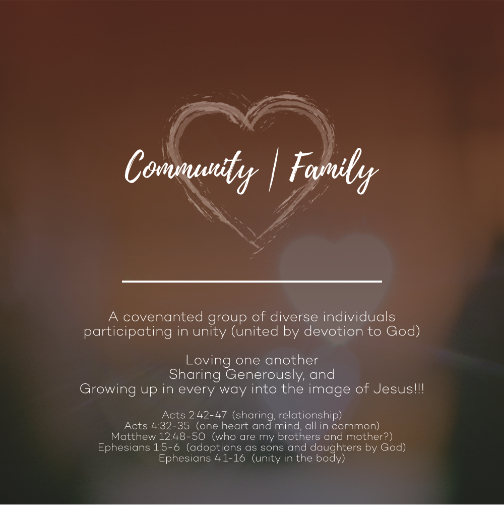 Community | Family
A covenanted group of diverse individuals
participating in unity (united by devotion to God)
Loving one another
Sharing Generously, and
Growing up in every way into the image of Jesus!!!
Acts 2:42-47 (sharing, relationship)
Acts 4:32-35 (one heart and mind, all in common)
Matthew 12:48-50 (who are my brothers and mother?)
Ephesians 1:5-6 (adoptions as sons and daughters by God)
Ephesians 4:1-16 (unity in the body)